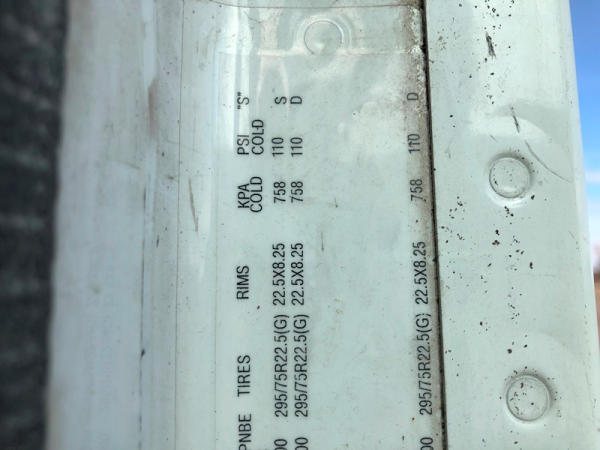 PNBE TIRES RIMS KPA COLD PSI COLD "S"
00 295/75R22.5(G) 22.5X8.25 758 110 S
00 295/75R22.5(G) 22.5X8.25 758 110 D
00 295/75R22.5(G) 22.5X8.25 758 110 D